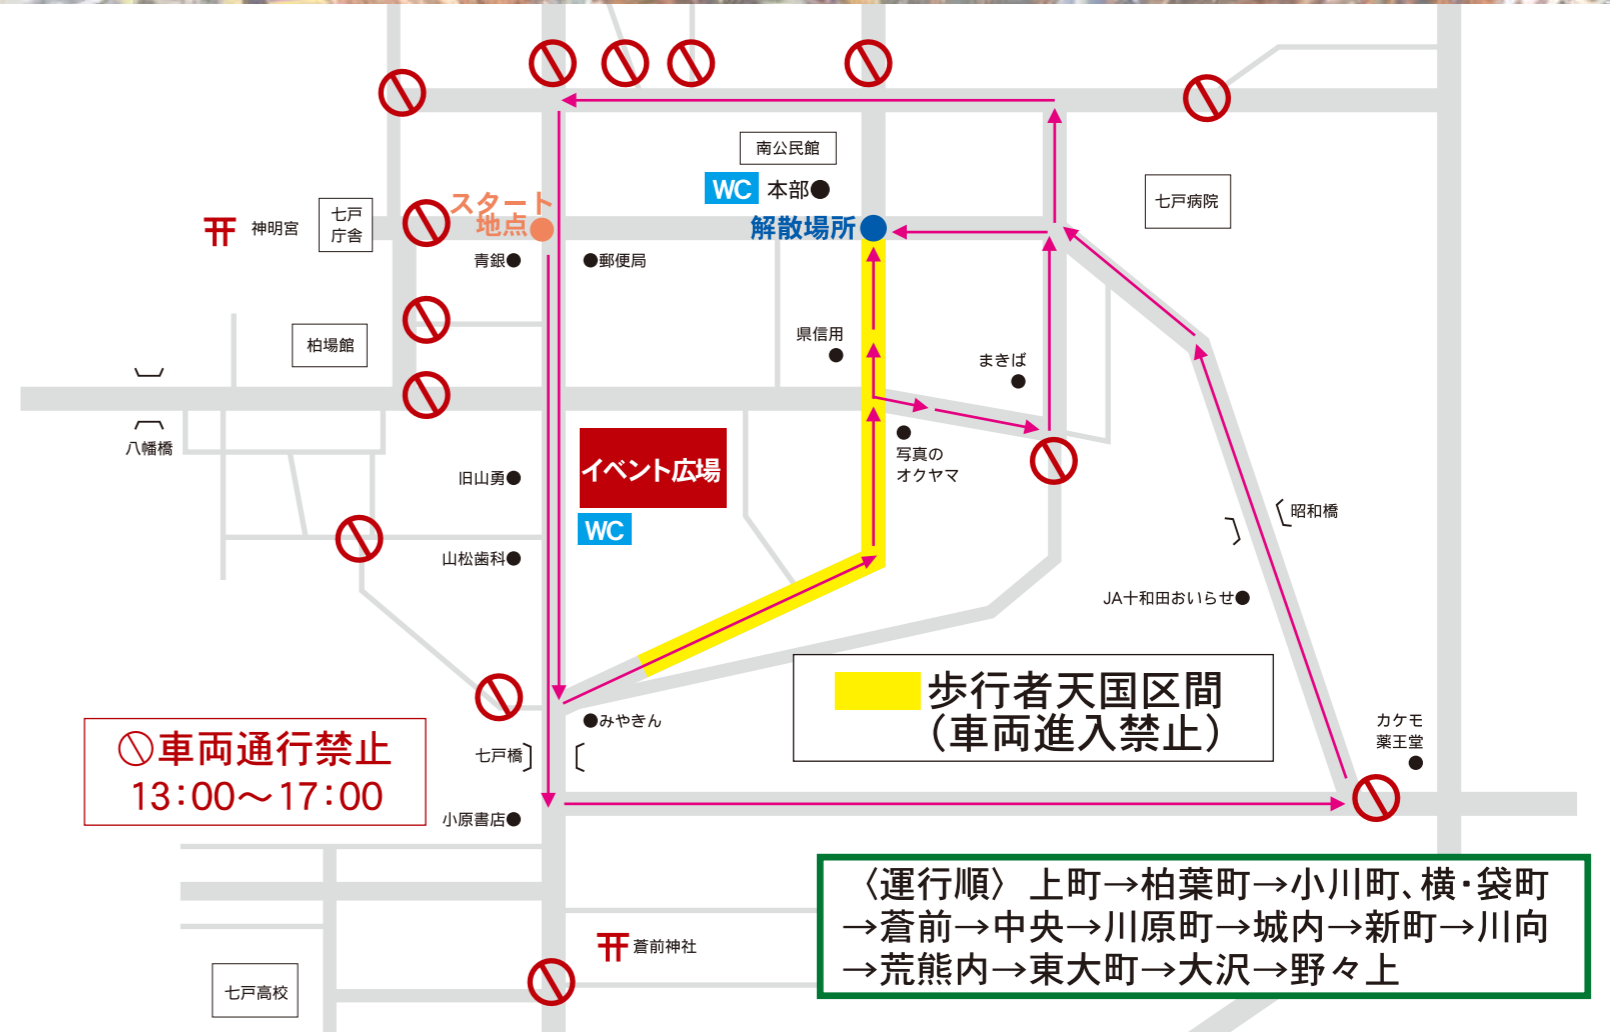 南公民館
WC 本部●
七戸病院
スタート
地点
解散場所
神明宮
七戸
庁舎
青銀●
●郵便局
柏場館
県信用
まきば
八幡橋
写真の
オクヤマ
旧山勇●
イベント広場
WC
山松歯科●
昭和橋
JA十和田おいらせ●
歩行者天国区間
(車両進入禁止)
●みやきん
七戸橋
カケモ
薬王堂
車両通行禁止
13:00～17:00
小原書店●
〈運行順〉上町→柏葉町→小川町、横・袋町
→蒼前→中央→川原町→城内→新町→川向
→荒熊内→東大町→大沢→野々上
蒼前神社
七戸高校